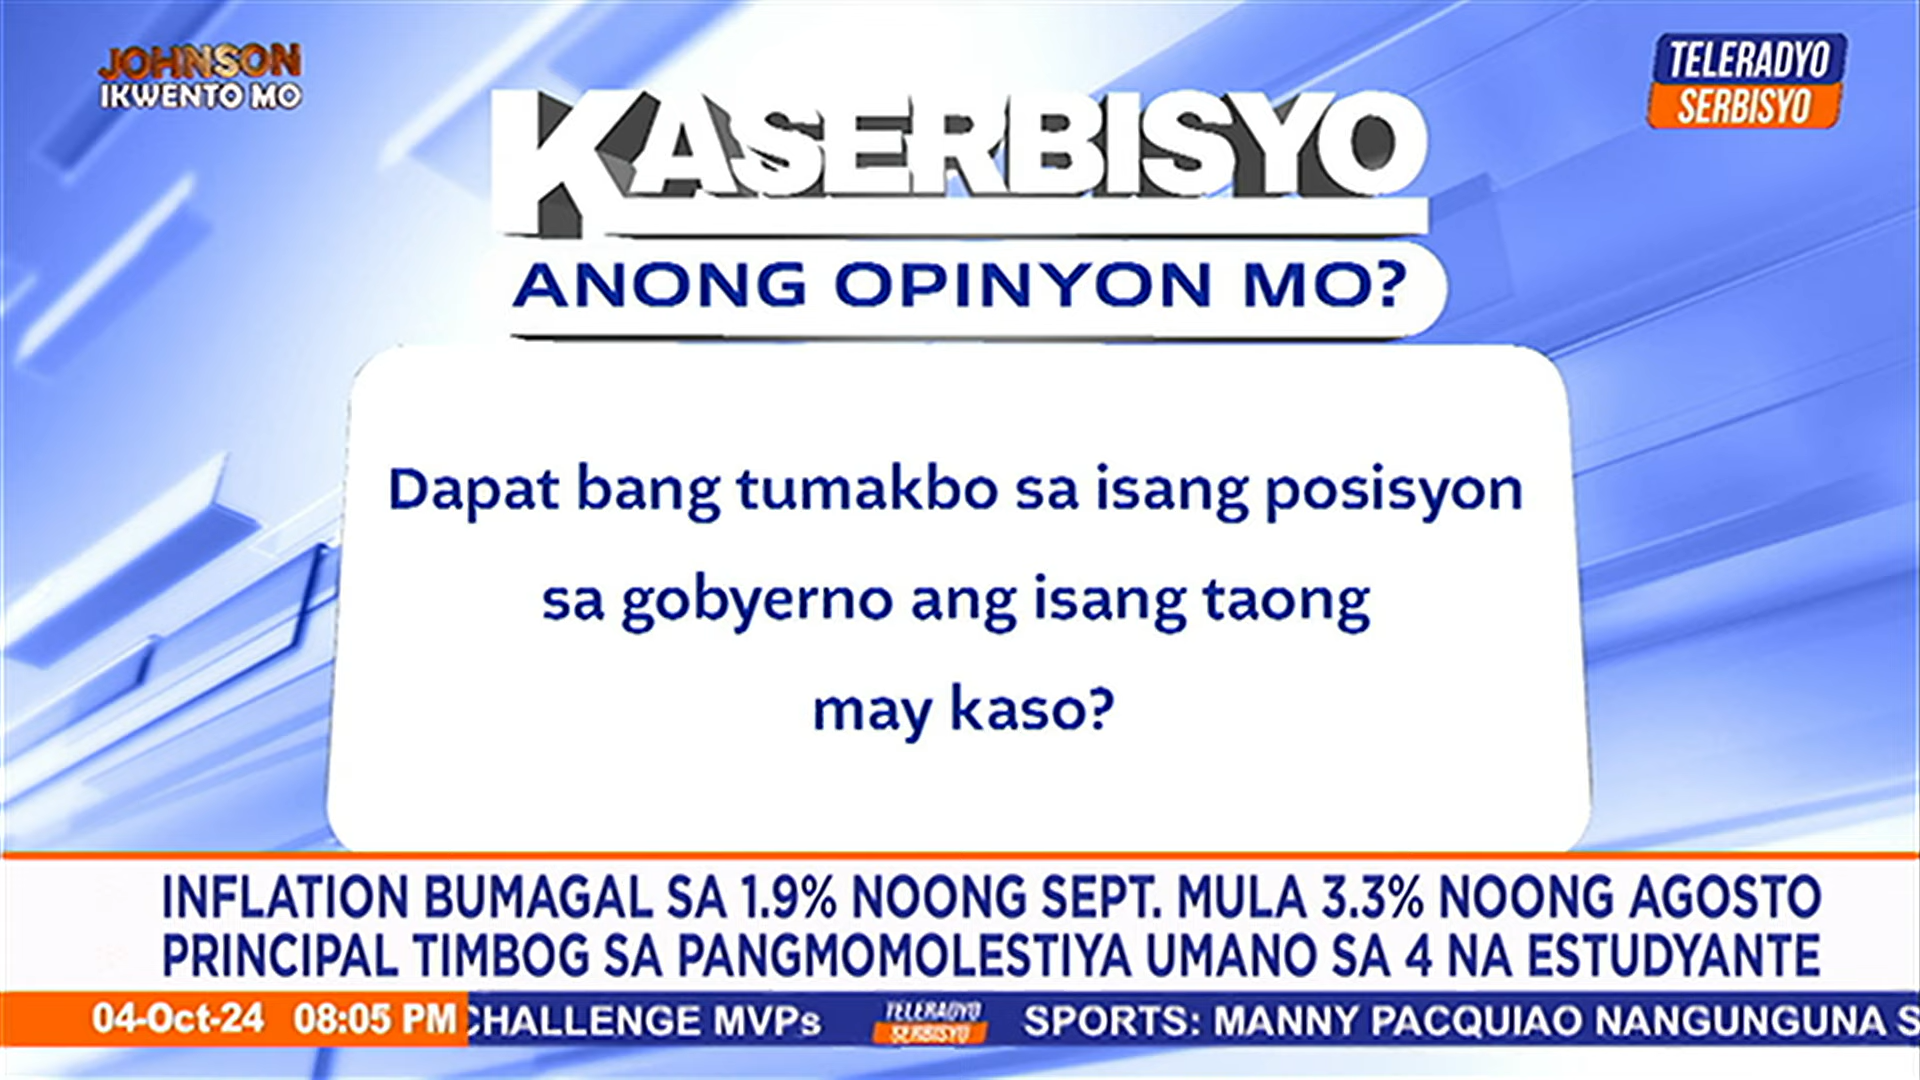 JOHNSON
IKWENTO MO
TELERADYO
SERBISYO
KASERBISYO
ANONG OPINYON MO?
Dapat bang tumakbo sa isang posisyon
sa gobyerno ang isang taong
may kaso?
INFLATION BUMAGAL SA 1.9% NOONG SEPT. MULA 3.3% NOONG AGOSTO
PRINCIPAL TIMBOG SA PANGMOMOLESTIYA UMANO SA 4 NA ESTUDYANTE
04-Oct-24 08:05 PM CHALLENGE MVPs TELERADYO SERBISYO SPORTS: MANNY PACQUIAO NANGUNGUNA S